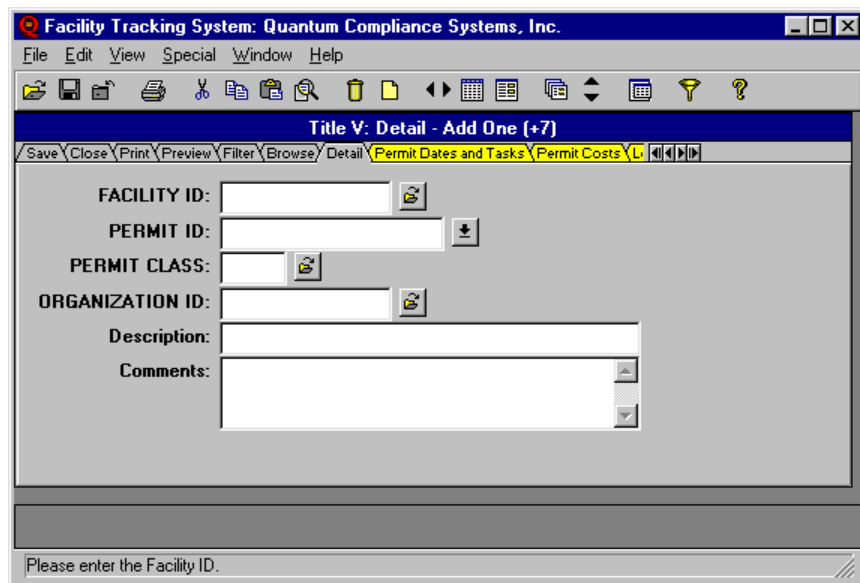 Facility Tracking System: Quantum Compliance Systems, Inc.
File Edit View Special Window Help
Title V: Detail - Add One (+7)
Save Close Print Preview Filter Browse Detail Permit Dates and Tasks Permit Costs
FACILITY ID:
PERMIT ID:
PERMIT CLASS:
ORGANIZATION ID:
Description:
Comments:
Please enter the Facility ID.